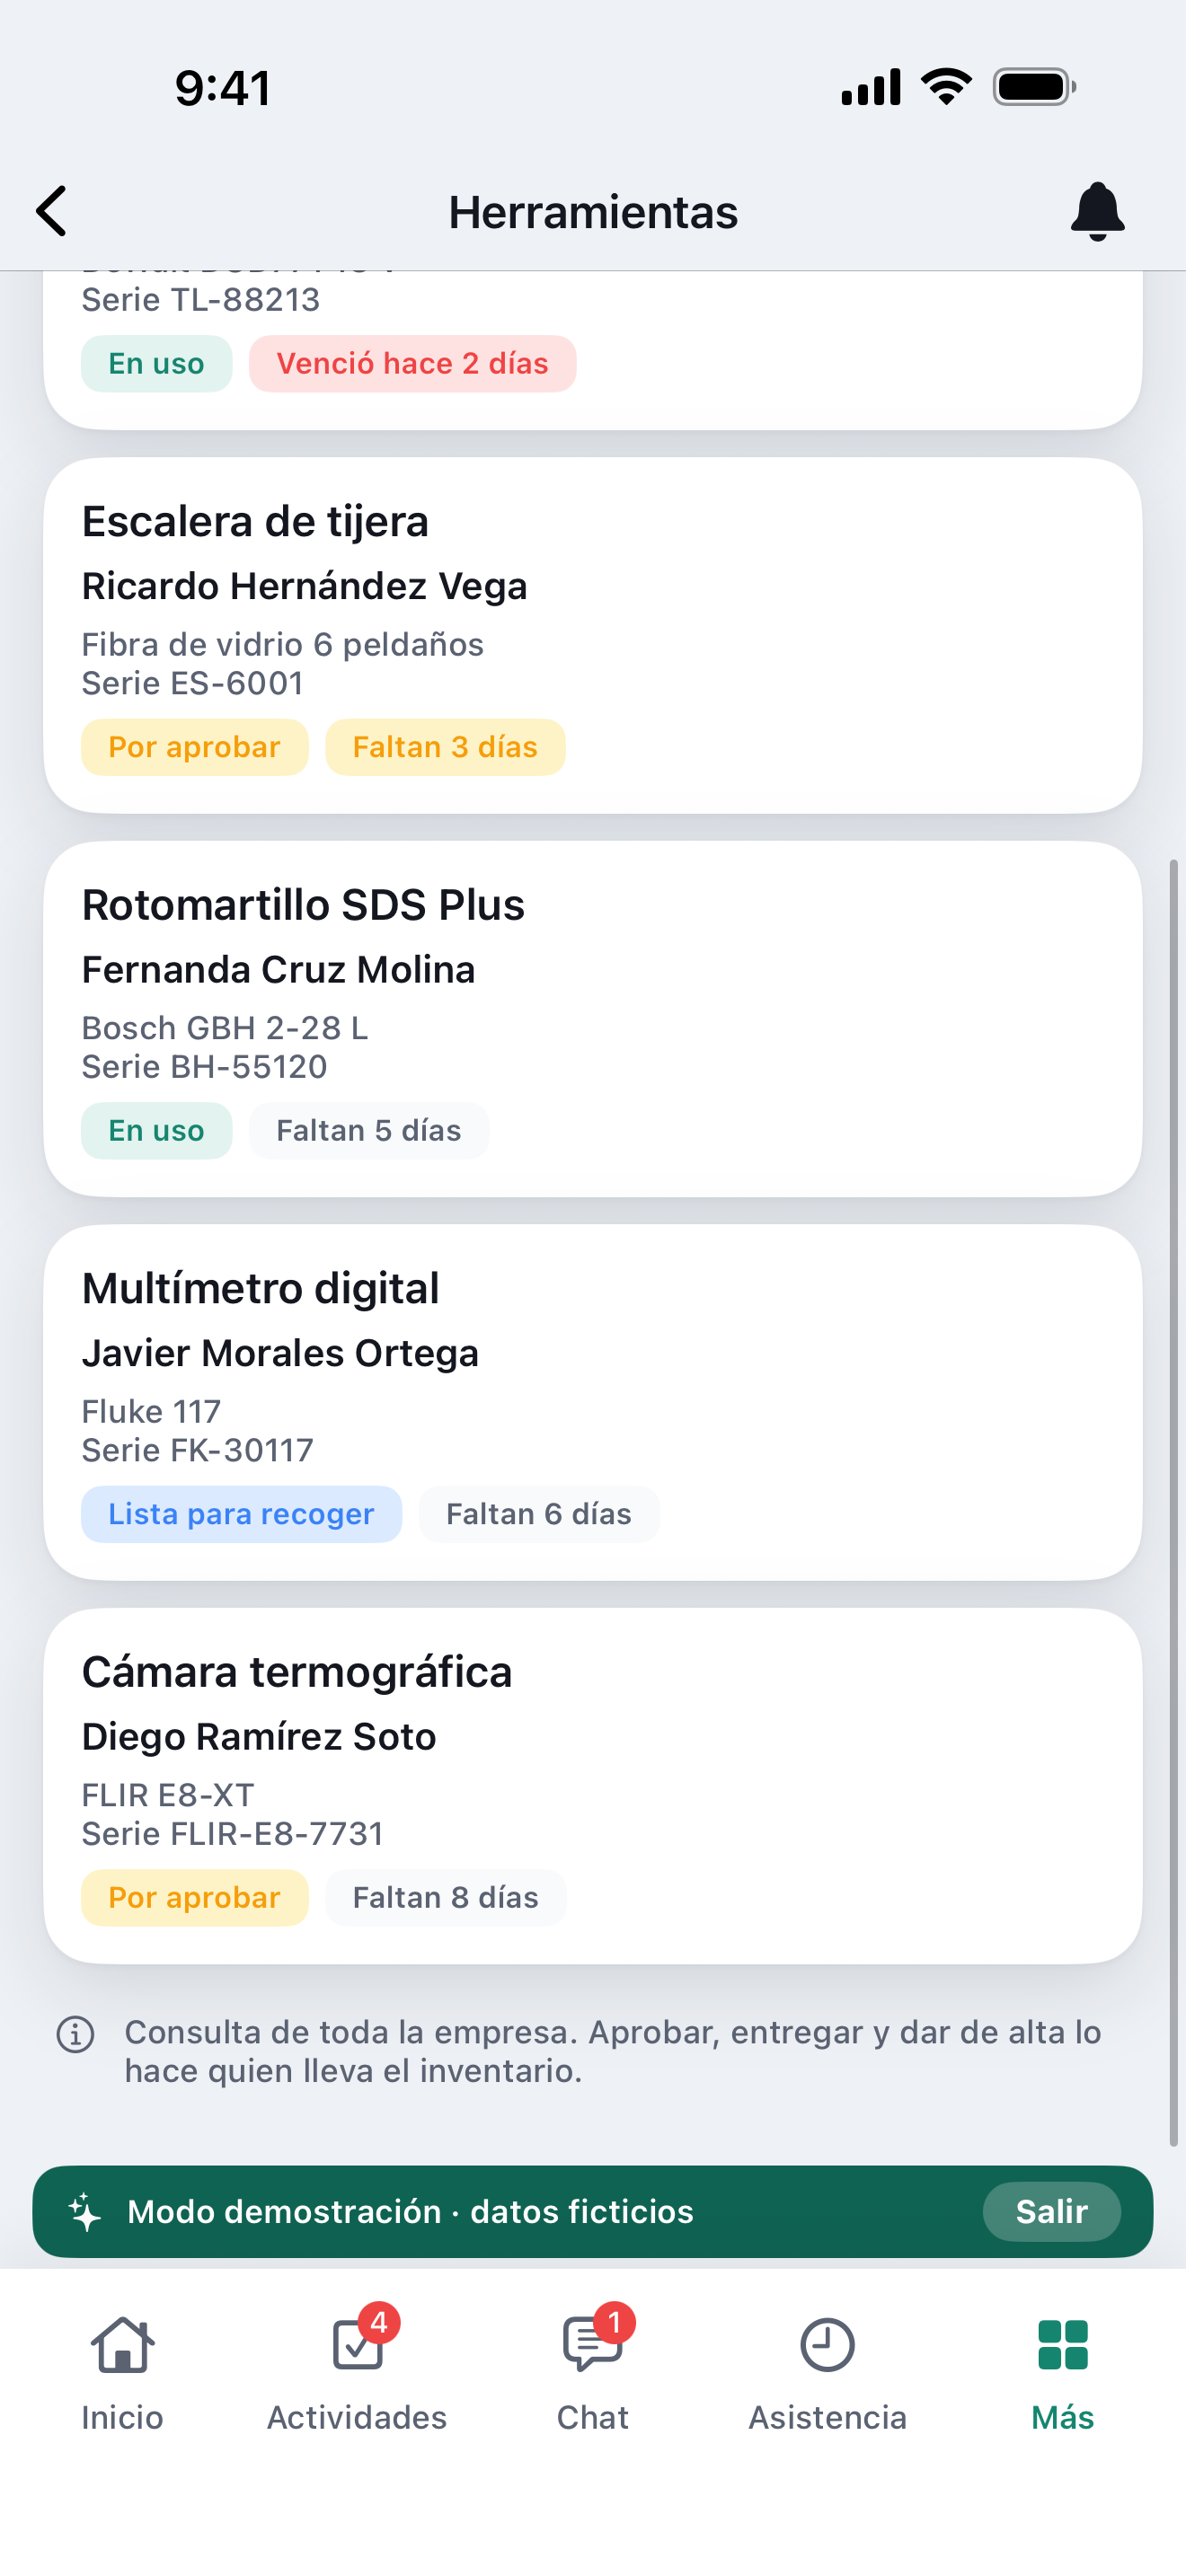 9:41
Herramientas
Serie TL-88213
En uso
Venció hace 2 días
Escalera de tijera
Ricardo Hernández Vega
Fibra de vidrio 6 peldaños
Serie ES-6001
Por aprobar
Faltan 3 días
Rotomartillo SDS Plus
Fernanda Cruz Molina
Bosch GBH 2-28 L
Serie BH-55120
En uso
Faltan 5 días
Multímetro digital
Javier Morales Ortega
Fluke 117
Serie FK-30117
Lista para recoger
Faltan 6 días
Cámara termográfica
Diego Ramírez Soto
FLIR E8-XT
Serie FLIR-E8-7731
Por aprobar
Faltan 8 días
Consulta de toda la empresa. Aprobar, entregar y dar de alta lo
hace quien lleva el inventario.
Modo demostración · datos ficticios
Salir
4
1
Inicio
Actividades
Chat
Asistencia
Más